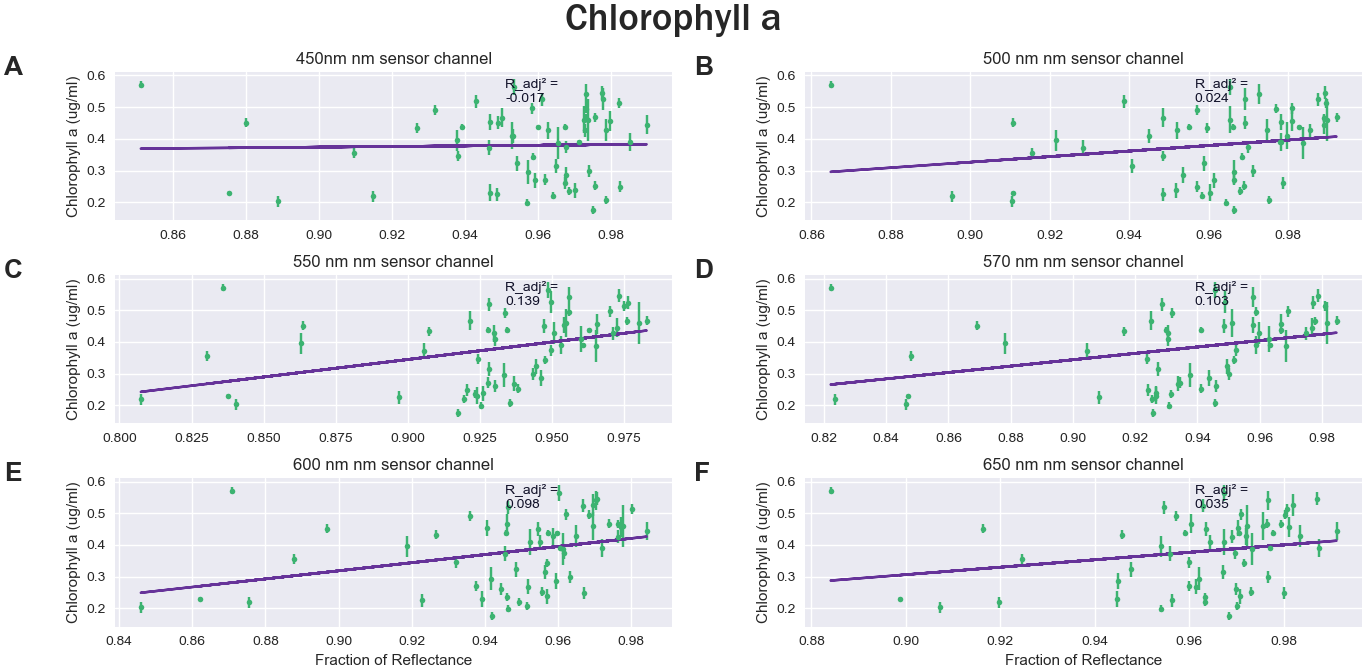 Chlorophyll a
A
450nm nm sensor channel
Chlorophyll a (ug/ml)
0.6
0.5
0.4
0.3
0.2
R_adj² =
-0.017
0.86 0.88 0.90 0.92 0.94 0.96 0.98
B
500 nm nm sensor channel
Chlorophyll a (ug/ml)
0.6
0.5
0.4
0.3
0.2
R_adj² =
0.024
0.86 0.88 0.90 0.92 0.94 0.96 0.98
C
550 nm nm sensor channel
Chlorophyll a (ug/ml)
0.6
0.5
0.4
0.3
0.2
R_adj² =
0.139
0.800 0.825 0.850 0.875 0.900 0.925 0.950 0.975
D
570 nm nm sensor channel
Chlorophyll a (ug/ml)
0.6
0.5
0.4
0.3
0.2
R_adj² =
0.103
0.82 0.84 0.86 0.88 0.90 0.92 0.94 0.96 0.98
E
600 nm nm sensor channel
Chlorophyll a (ug/ml)
0.6
0.5
0.4
0.3
0.2
R_adj² =
0.098
0.84 0.86 0.88 0.90 0.92 0.94 0.96 0.98
Fraction of Reflectance
F
650 nm nm sensor channel
Chlorophyll a (ug/ml)
0.6
0.5
0.4
0.3
0.2
R_adj² =
0.035
0.88 0.90 0.92 0.94 0.96 0.98
Fraction of Reflectance